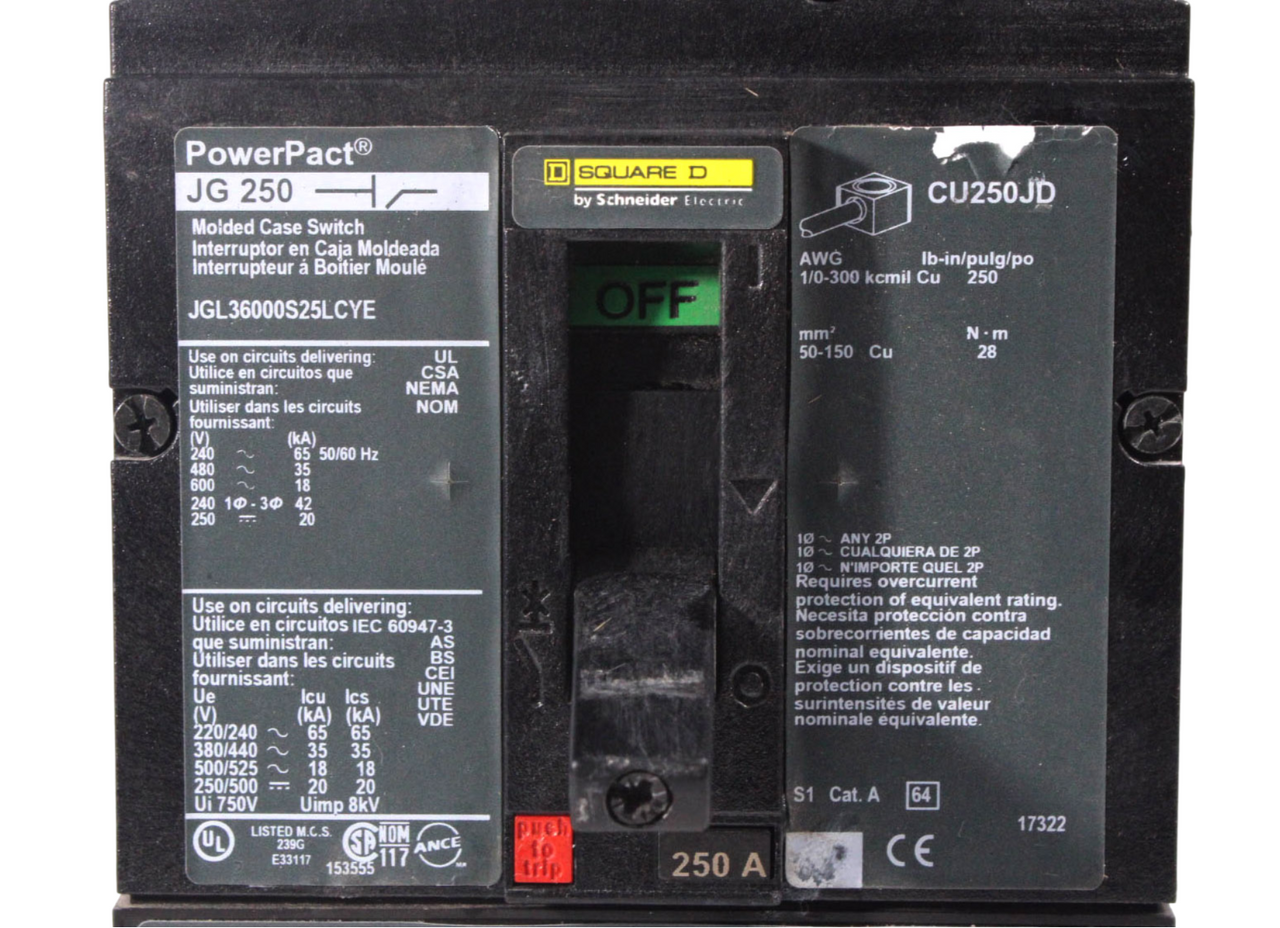 PowerPact®
JG 250
Molded Case Switch
Interruptor en Caja Moldeada
Interrupteur á Boîtier Moulé
JGL36000S25LCYE
Use on circuits delivering: UL
Utilice en circuitos que CSA
suministran: NEMA
Utiliser dans les circuits NOM
fournissant:
(V) (kA)
240 ~ 65 50/60 Hz
480 ~ 35
600 ~ 18
240 1Φ - 3Φ 42
250 ⎓ 20
Use on circuits delivering:
Utilice en circuitos IEC 60947-3
que suministran: AS
Utiliser dans les circuits BS
fournissant: CEI
UNE
Ue Icu Ics UTE
(V) (kA) (kA) VDE
220/240 ~ 65 65
380/440 ~ 35 35
500/525 ~ 18 18
250/500 ⎓ 20 20
Ui 750V Uimp 8kV
UL
LISTED M.C.S.
239G
E33117
SA
153555
NOM
117
ANCE
D SQUARE D
by Schneider Electric
OFF
push
to
trip
250 A
CU250JD
AWG lb-in/pulg/po
1/0-300 kcmil Cu 250
mm² N·m
50-150 Cu 28
1Ø ~ ANY 2P
1Ø ~ CUALQUIERA DE 2P
1Ø ~ N'IMPORTE QUEL 2P
Requires overcurrent
protection of equivalent rating.
Necesita protección contra
sobrecorrientes de capacidad
nominal equivalente.
Exige un dispositif de
protection contre les
surintensités de valeur
nominale équivalente.
S1 Cat. A 64
17322
CE